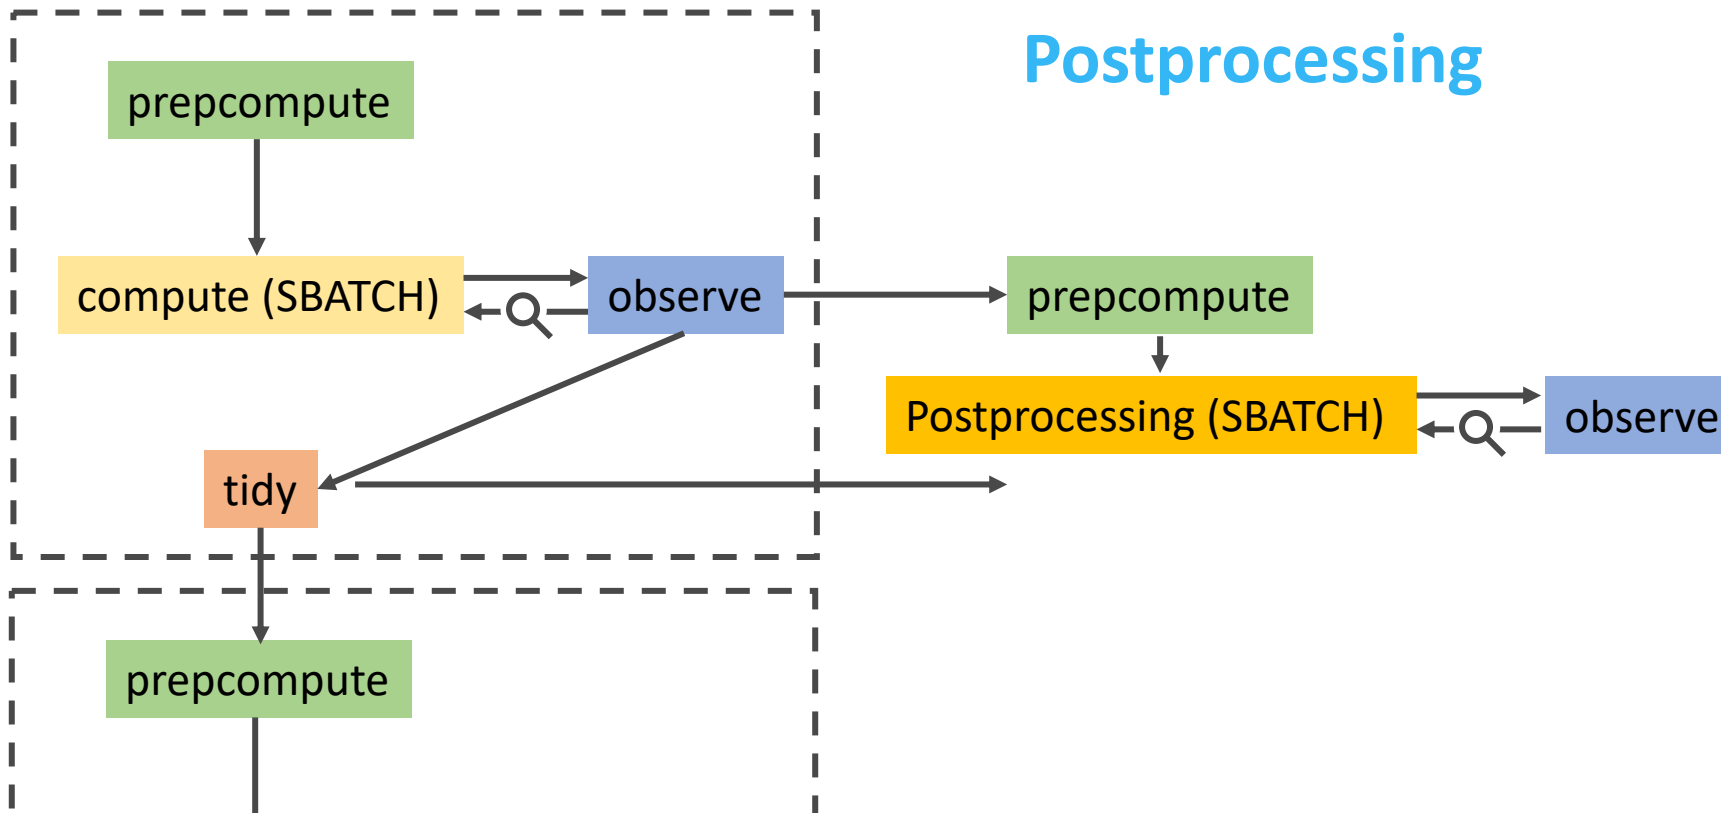 Postprocessing
prepcompute
compute (SBATCH)
observe
prepcompute
Postprocessing (SBATCH)
observe
tidy
prepcompute